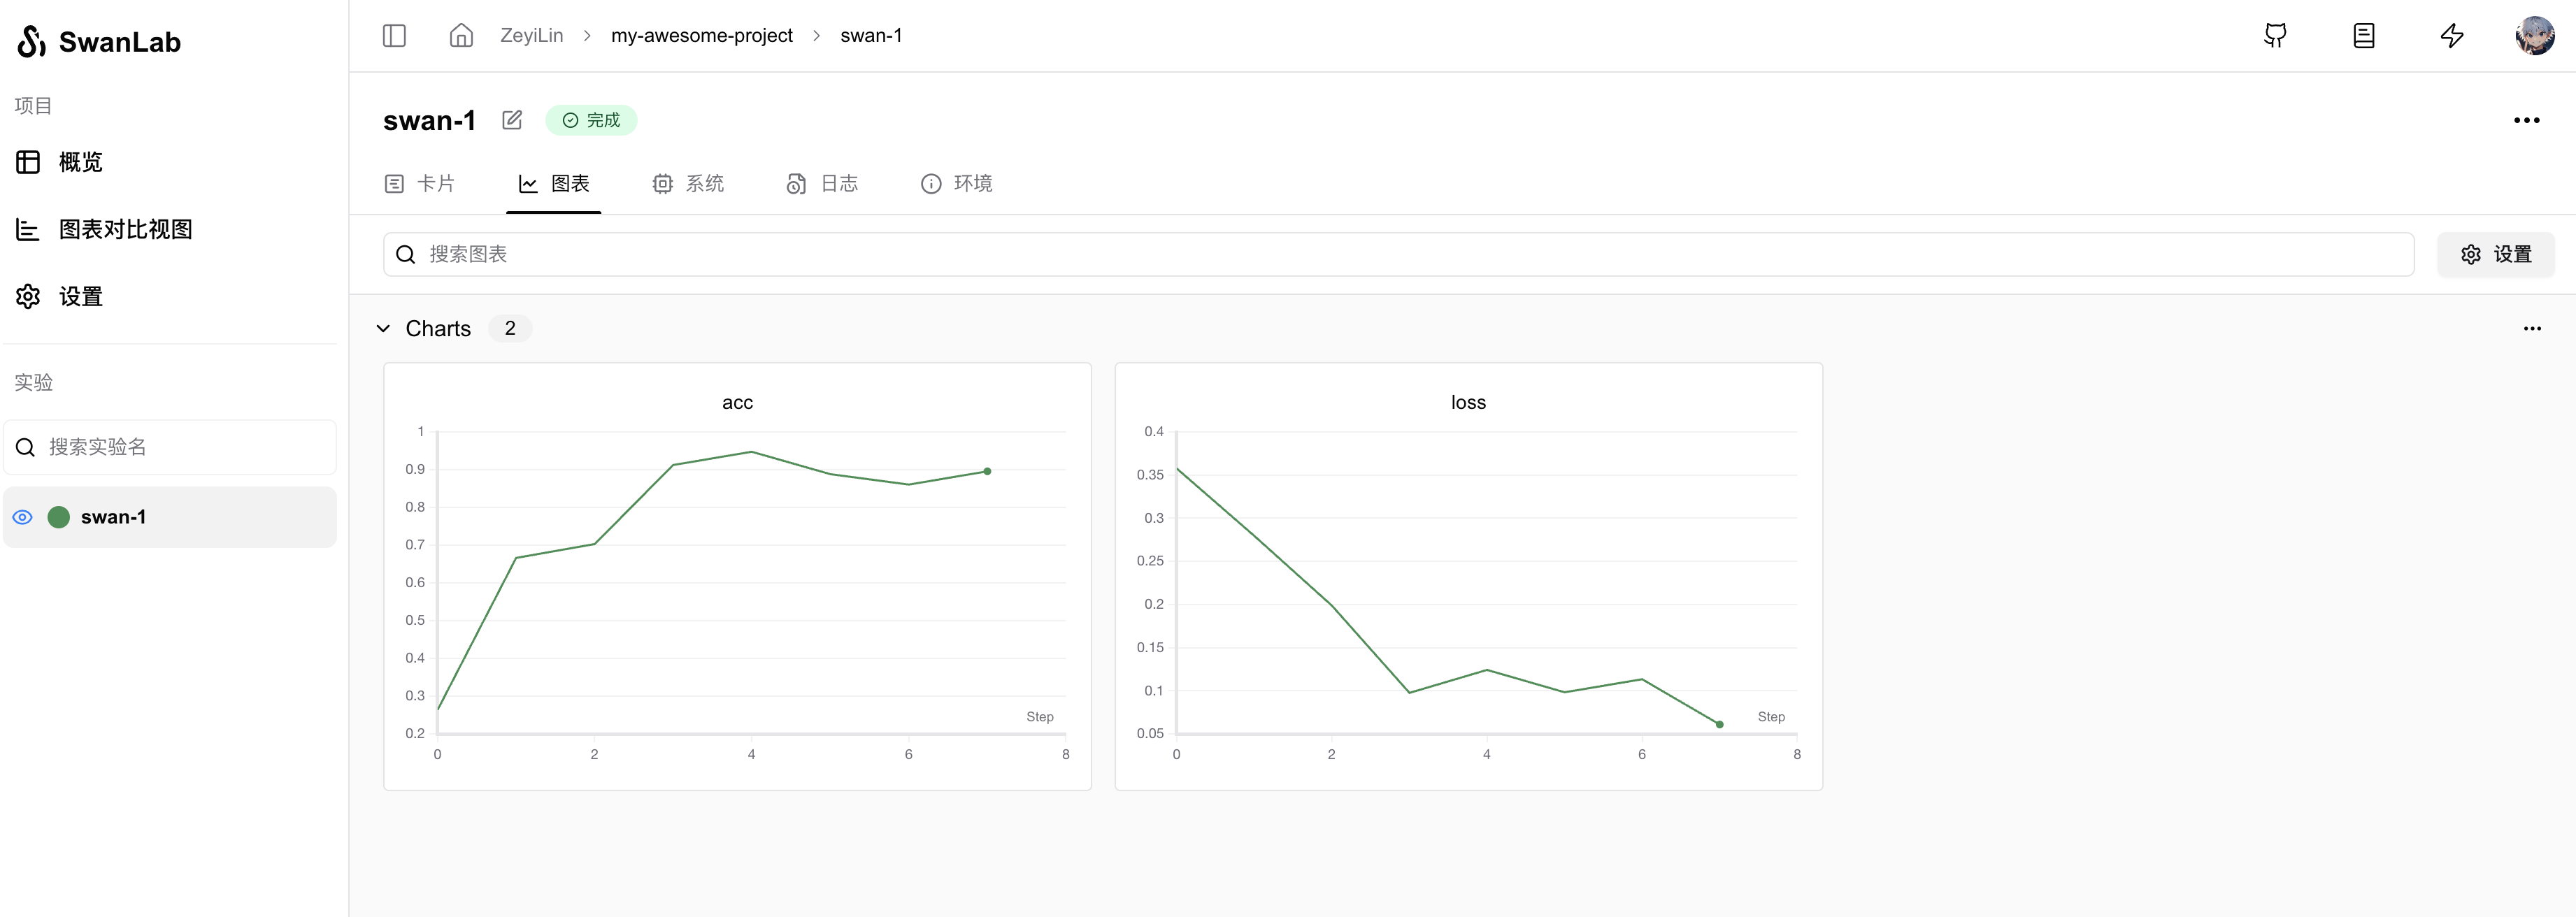 SwanLab
项目
概览
图表对比视图
设置
实验
搜索实验名
swan-1
ZeyiLin > my-awesome-project > swan-1
swan-1 完成
卡片 图表 系统 日志 环境
搜索图表 设置
Charts 2
acc
1
0.9
0.8
0.7
0.6
0.5
0.4
0.3
0.2
Step
0 2 4 6 8
loss
0.4
0.35
0.3
0.25
0.2
0.15
0.1
0.05
Step
0 2 4 6 8